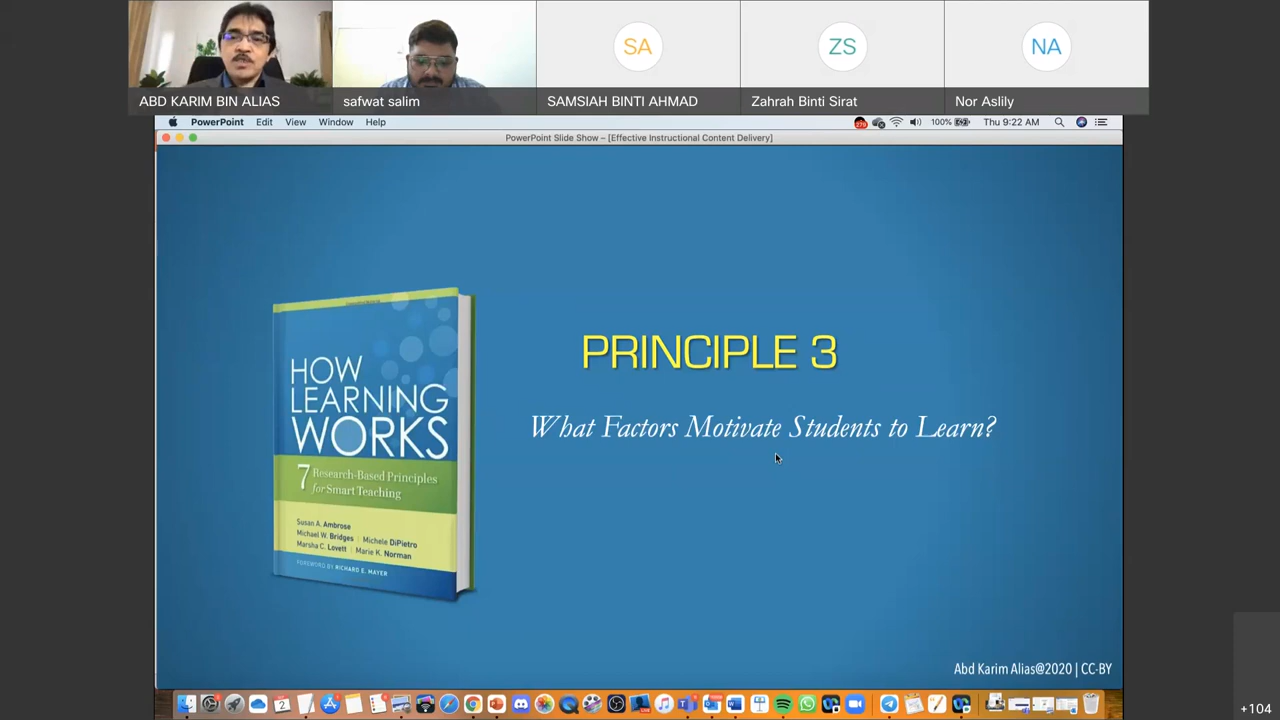 SA
ZS
NA
ABD KARIM BIN ALIAS
safwat salim
SAMSIAH BINTI AHMAD
Zahrah Binti Sirat
Nor Aslily
PowerPoint Edit View Window Help
100%
Thu 9:22 AM
PowerPoint Slide Show – [Effective Instructional Content Delivery]
HOW
LEARNING
WORKS
7 Research-Based Principles
for Smart Teaching
Susan A. Ambrose
Michael W. Bridges | Michele DiPietro
Marsha C. Lovett | Marie K. Norman
FOREWORD BY RICHARD E. MAYER
PRINCIPLE 3
What Factors Motivate Students to Learn?
Abd Karim Alias@2020 | CC-BY
2
+104